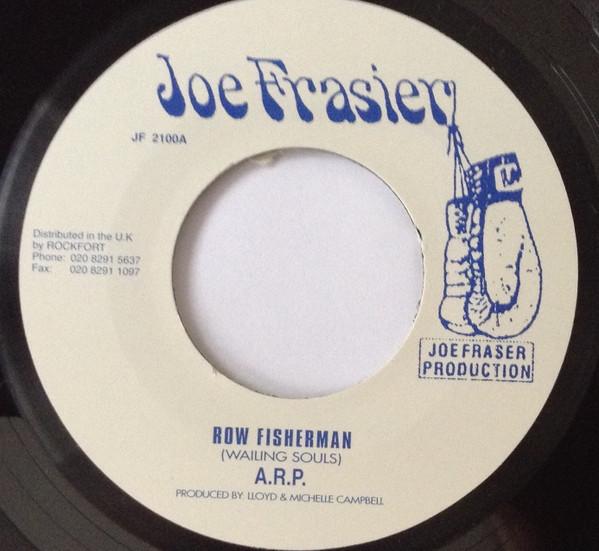 Joe Frasier
JF 2100A
Distributed in the U.K
by ROCKFORT
Phone: 020 8291 5637
Fax: 020 8291 1097
JOE FRASER
PRODUCTION
ROW FISHERMAN
(WAILING SOULS)
A.R.P.
PRODUCED BY LLOYD & MICHELLE CAMPBELL